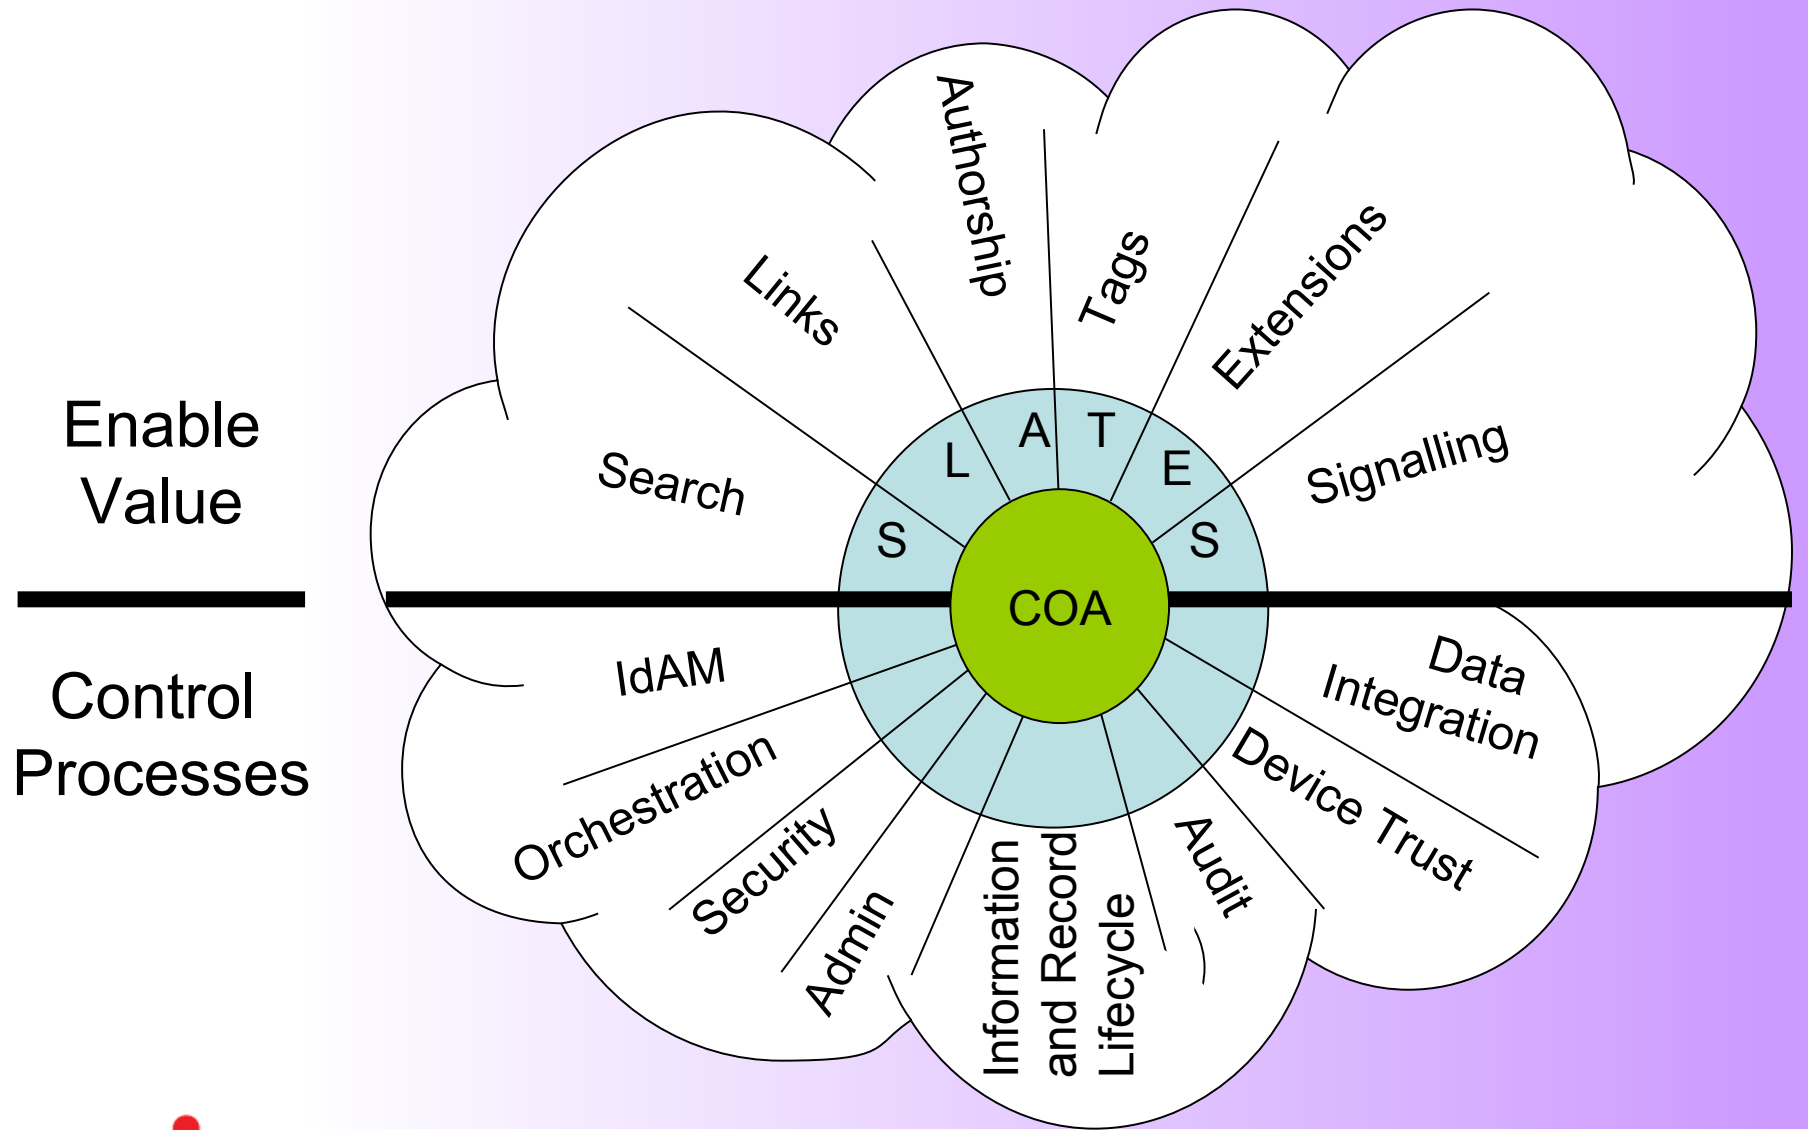 Enable
Value
Control
Processes
Search
Links
Authorship
Tags
Extensions
Signalling
S
L
A
T
E
S
COA
IdAM
Orchestration
Security
Admin
Information
and Record
Lifecycle
Audit
Device Trust
Data
Integration